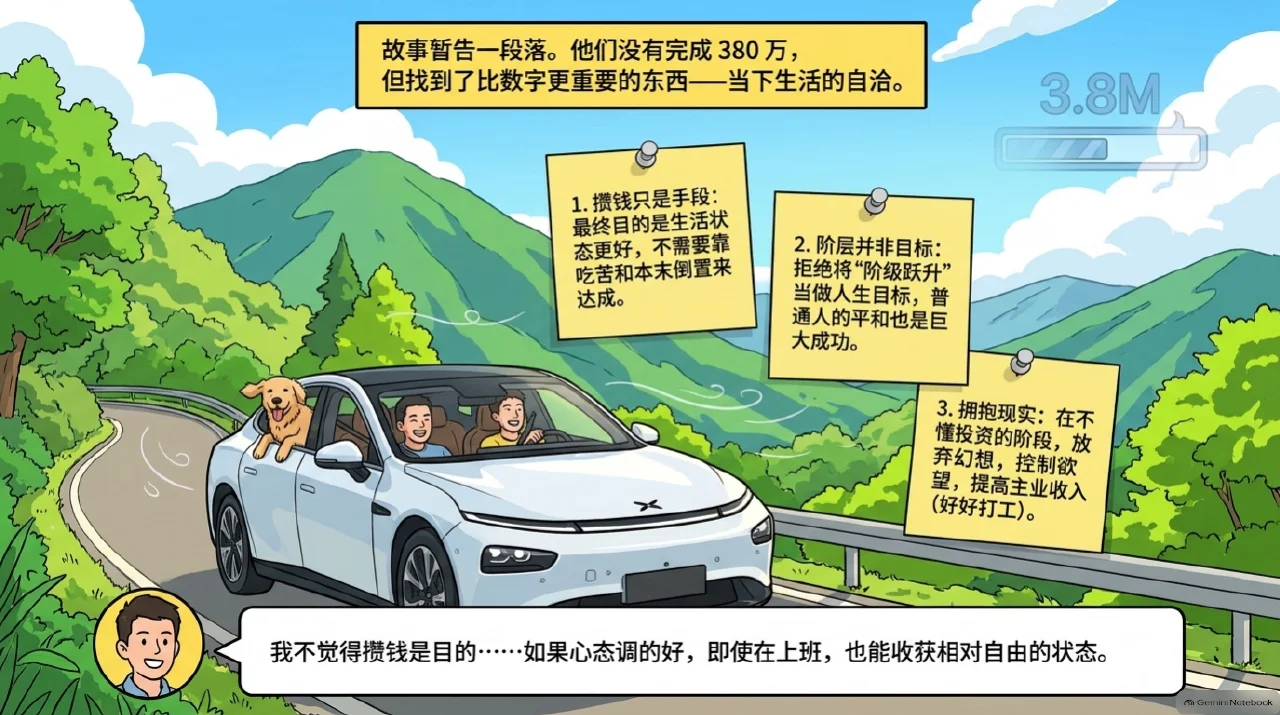 故事暂告一段落。他们没有完成 380 万，
但找到了比数字更重要的东西——当下生活的自洽。
3.8M
1. 攒钱只是手段：
最终目的是生活状
态更好，不需要靠
吃苦和本末倒置来
达成。
2. 阶层并非目标：
拒绝将“阶级跃升”
当做人生目标，普
通人的平和也是巨
大成功。
3. 拥抱现实：在不
懂投资的阶段，放
弃幻想，控制欲
望，提高主业收入
（好好打工）。
我不觉得攒钱是目的……如果心态调的好，即使在上班，也能收获相对自由的状态。
Gemini Notebook